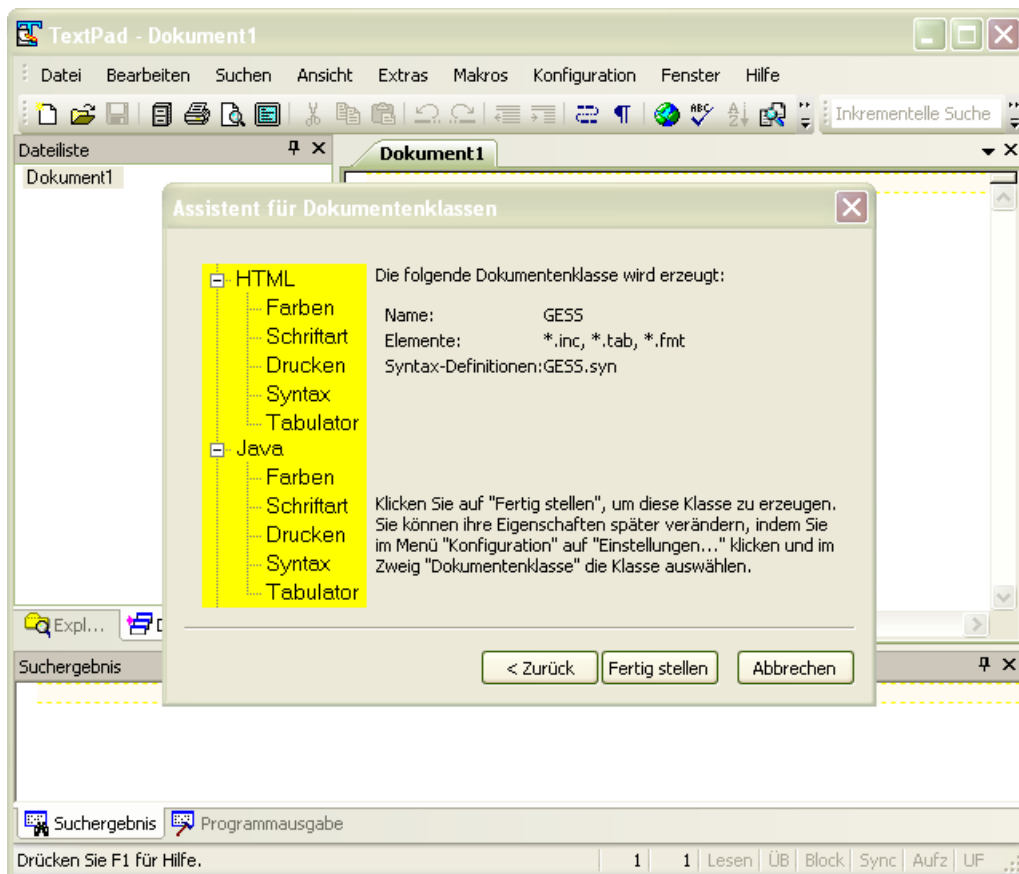 TextPad - Dokument1
Datei Bearbeiten Suchen Ansicht Extras Makros Konfiguration Fenster Hilfe
ABC A Z Inkrementelle Suche
Dateiliste
Dokument1
Dokument1
Assistent für Dokumentenklassen
HTML
Farben
Schriftart
Drucken
Syntax
Tabulator
Java
Farben
Schriftart
Drucken
Syntax
Tabulator
Die folgende Dokumentenklasse wird erzeugt:
Name: GESS
Elemente: *.inc, *.tab, *.fmt
Syntax-Definitionen:GESS.syn
Klicken Sie auf "Fertig stellen", um diese Klasse zu erzeugen.
Sie können ihre Eigenschaften später verändern, indem Sie
im Menü "Konfiguration" auf "Einstellungen..." klicken und im
Zweig "Dokumentenklasse" die Klasse auswählen.
< Zurück Fertig stellen Abbrechen
Expl... D
Suchergebnis
Suchergebnis Programmausgabe
Drücken Sie F1 für Hilfe. 1 1 Lesen ÜB Block Sync Aufz UF